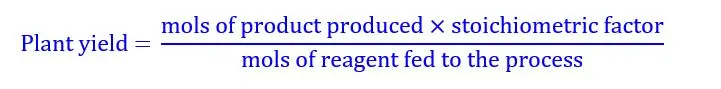 Plant yield = mols of product produced × stoichiometric factor
mols of reagent fed to the process